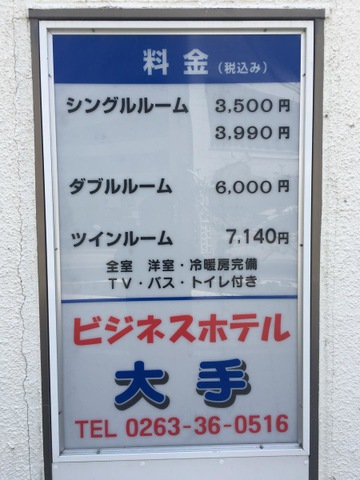 料金（税込み）
シングルルーム 3,500円
3,990円
ダブルルーム 6,000円
ツインルーム 7,140円
全室 洋室・冷暖房完備
TV・バス・トイレ付き
ビジネスホテル
大手
TEL 0263-36-0516